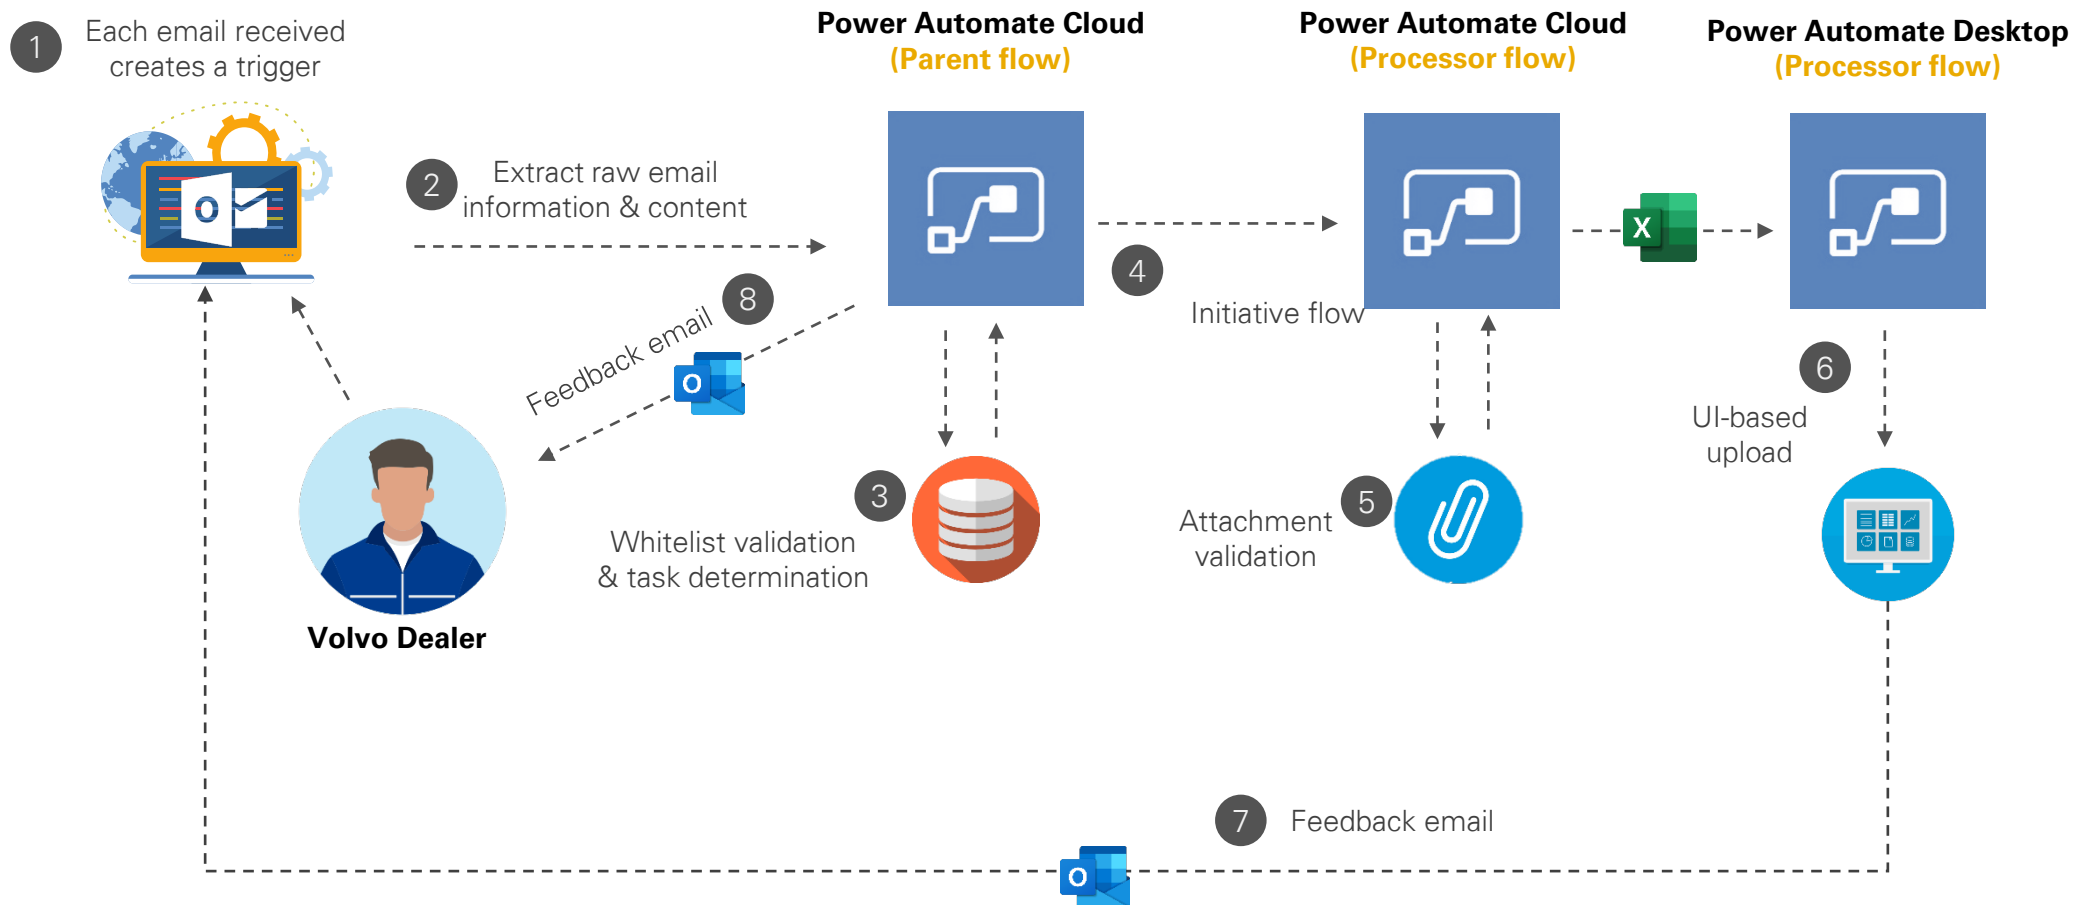 1
Each email received
creates a trigger
Power Automate Cloud
(Parent flow)
Power Automate Cloud
(Processor flow)
Power Automate Desktop
(Processor flow)
2
Extract raw email
information & content
O
X
4
Initiative flow
8
Feedback email
O
6
UI-based
upload
3
Whitelist validation
& task determination
5
Attachment
validation
Volvo Dealer
7
Feedback email
O